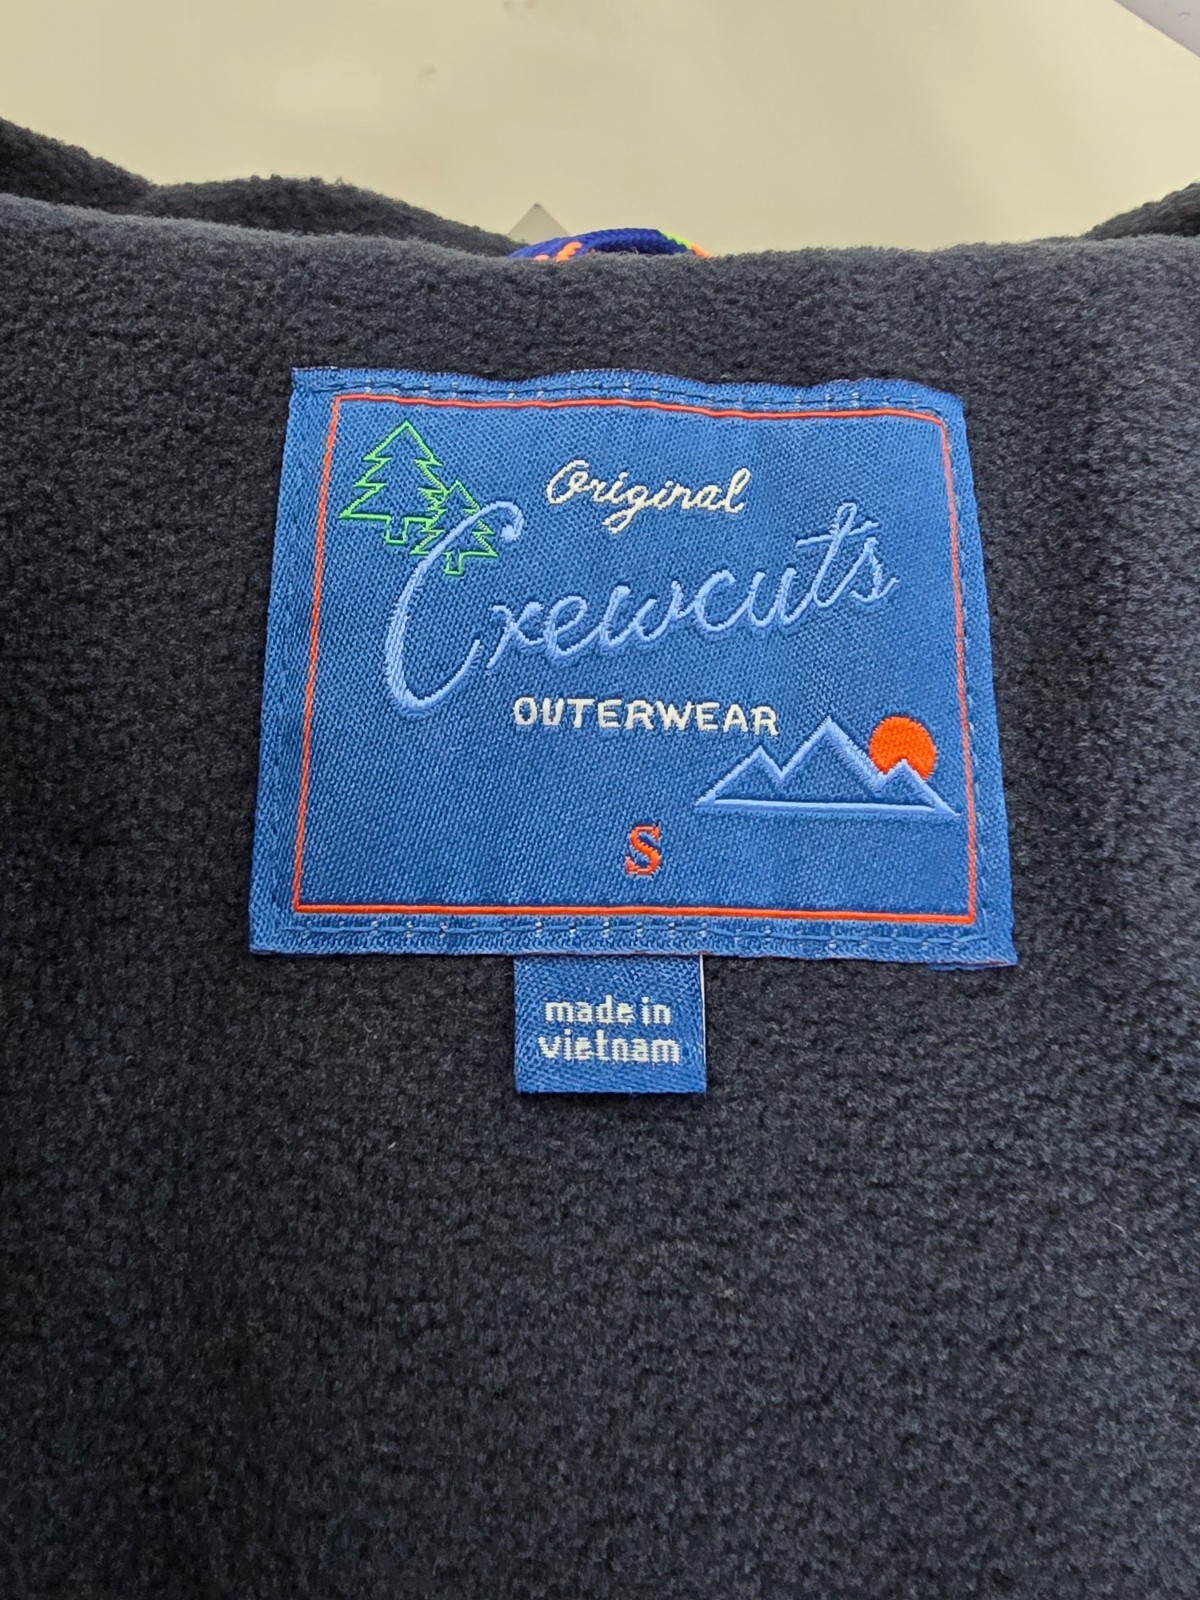 Original
Crewcuts
OUTERWEAR
S
made in
vietnam